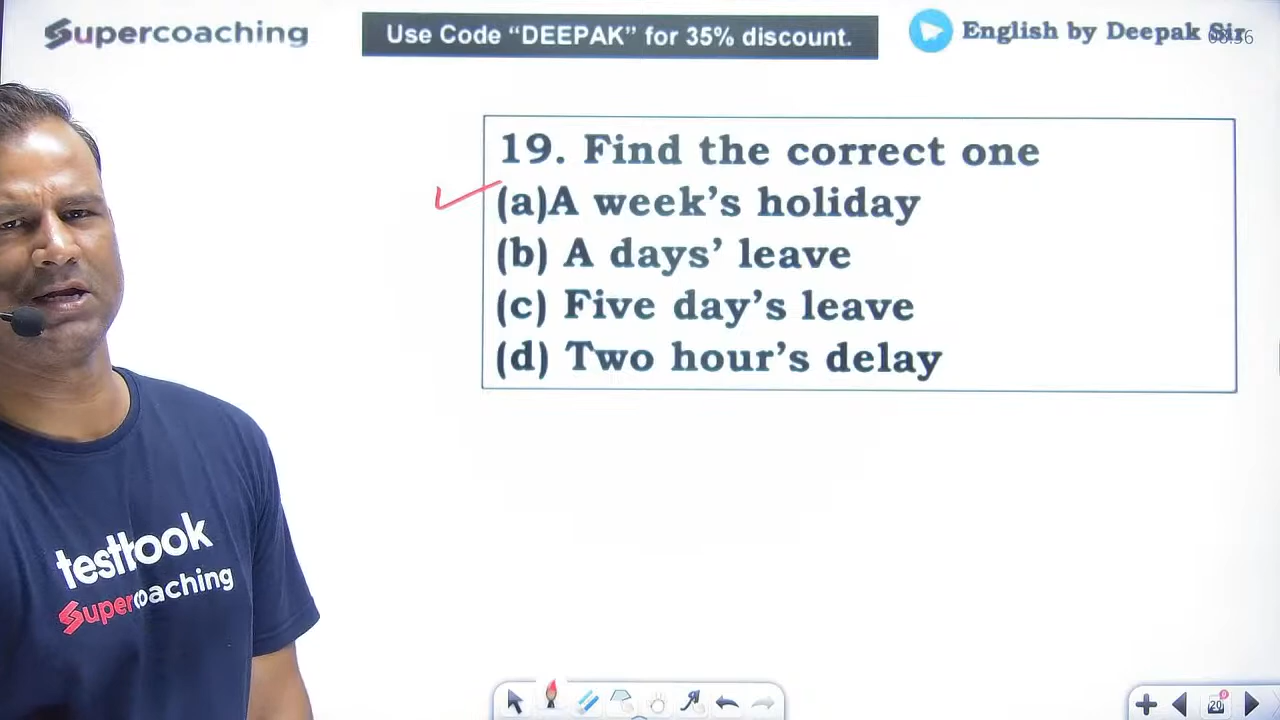 Supercoaching
Use Code “DEEPAK” for 35% discount.
English by Deepak Sir
19. Find the correct one
(a)A week’s holiday
(b) A days’ leave
(c) Five day’s leave
(d) Two hour’s delay
testbook
Supercoaching
20